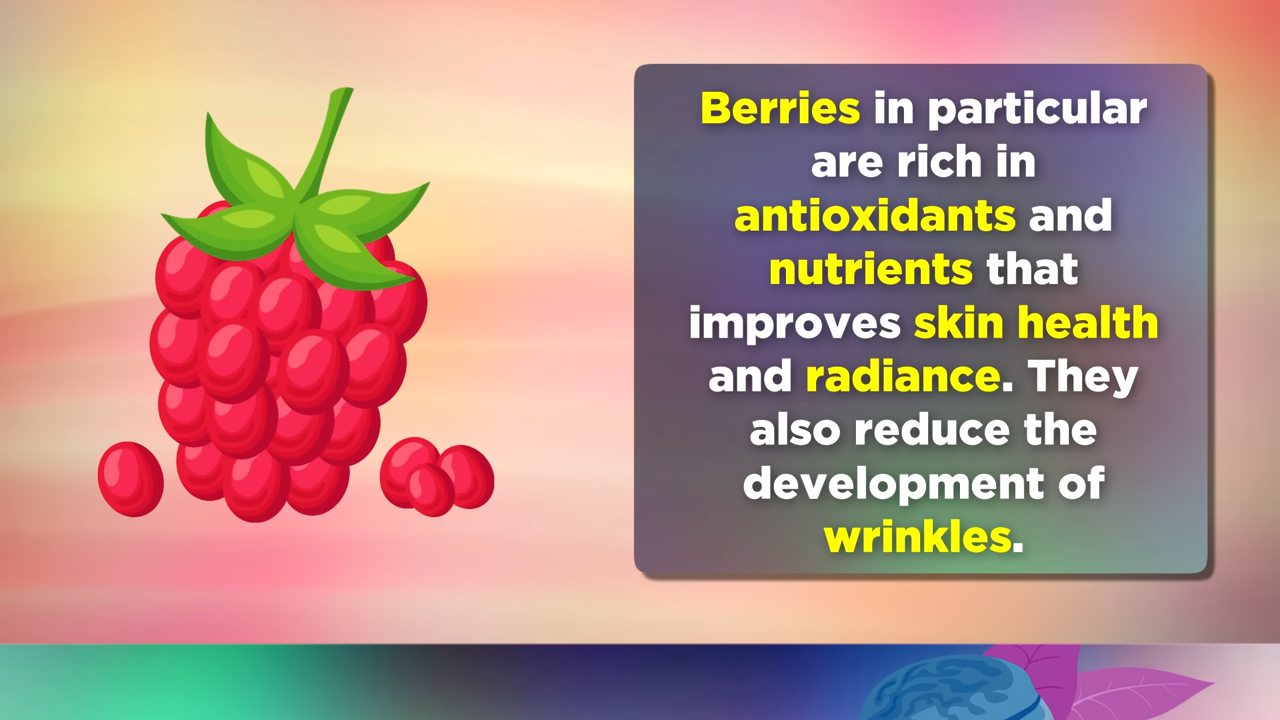 Berries in particular
are rich in
antioxidants and
nutrients that
improves skin health
and radiance. They
also reduce the
development of
wrinkles.